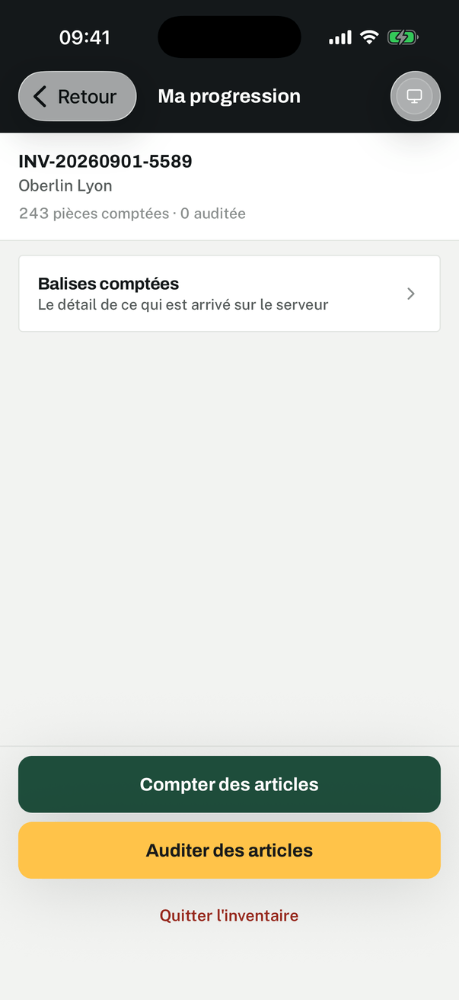 09:41
Retour
Ma progression
INV-20260901-5589
Oberlin Lyon
243 pièces comptées · 0 auditée
Balises comptées
Le détail de ce qui est arrivé sur le serveur
Compter des articles
Auditer des articles
Quitter l'inventaire